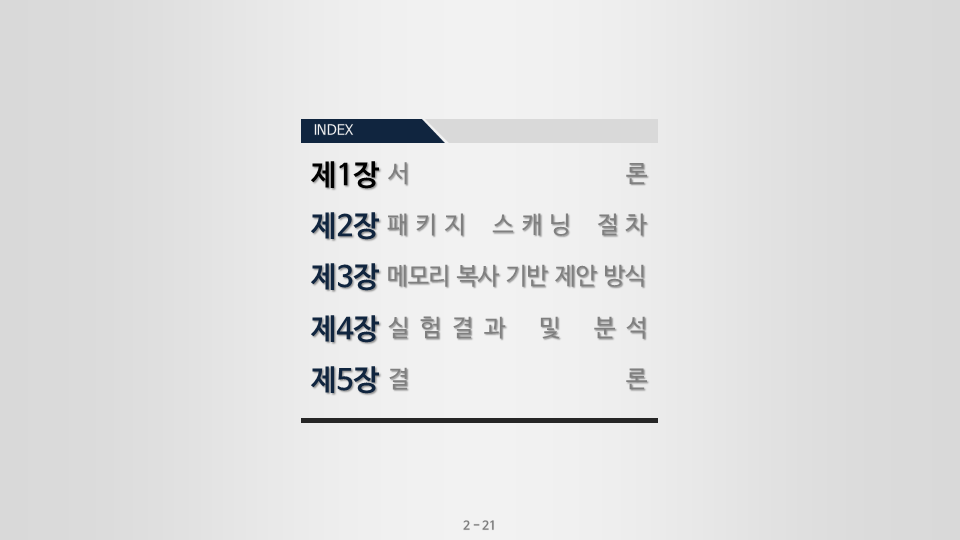 INDEX
제1장 서 론
제2장 패키지 스캐닝 절차
제3장 메모리 복사 기반 제안 방식
제4장 실험결과 및 분석
제5장 결 론
2 - 21